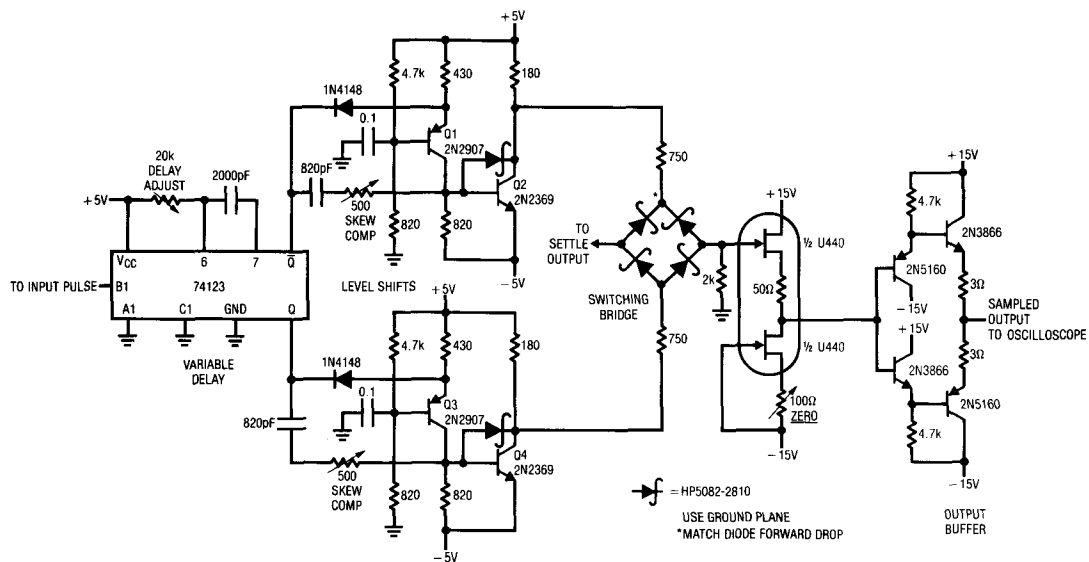 +5V
4.7k
430
180
1N4148
0.1
Q1
2N2907
820pF
500
SKEW
COMP
Q2
2N2369
820
820
-5V
LEVEL SHIFTS
20k
DELAY
ADJUST
2000pF
+5V
VCC
6
7
Q̅
TO INPUT PULSE
B1
74123
A1
C1
GND
Q
VARIABLE
DELAY
+5V
4.7k
430
180
1N4148
0.1
Q3
2N2907
820pF
500
SKEW
COMP
Q4
2N2369
820
820
-5V
750
*
TO
SETTLE
OUTPUT
SWITCHING
BRIDGE
750
2k
+15V
½ U440
50Ω
½ U440
100Ω
ZERO
-15V
+15V
4.7k
2N3866
2N5160
-15V
3Ω
SAMPLED
OUTPUT
TO OSCILLOSCOPE
+15V
3Ω
2N3866
2N5160
4.7k
-15V
OUTPUT
BUFFER
=HP5082-2810
USE GROUND PLANE
*MATCH DIODE FORWARD DROP